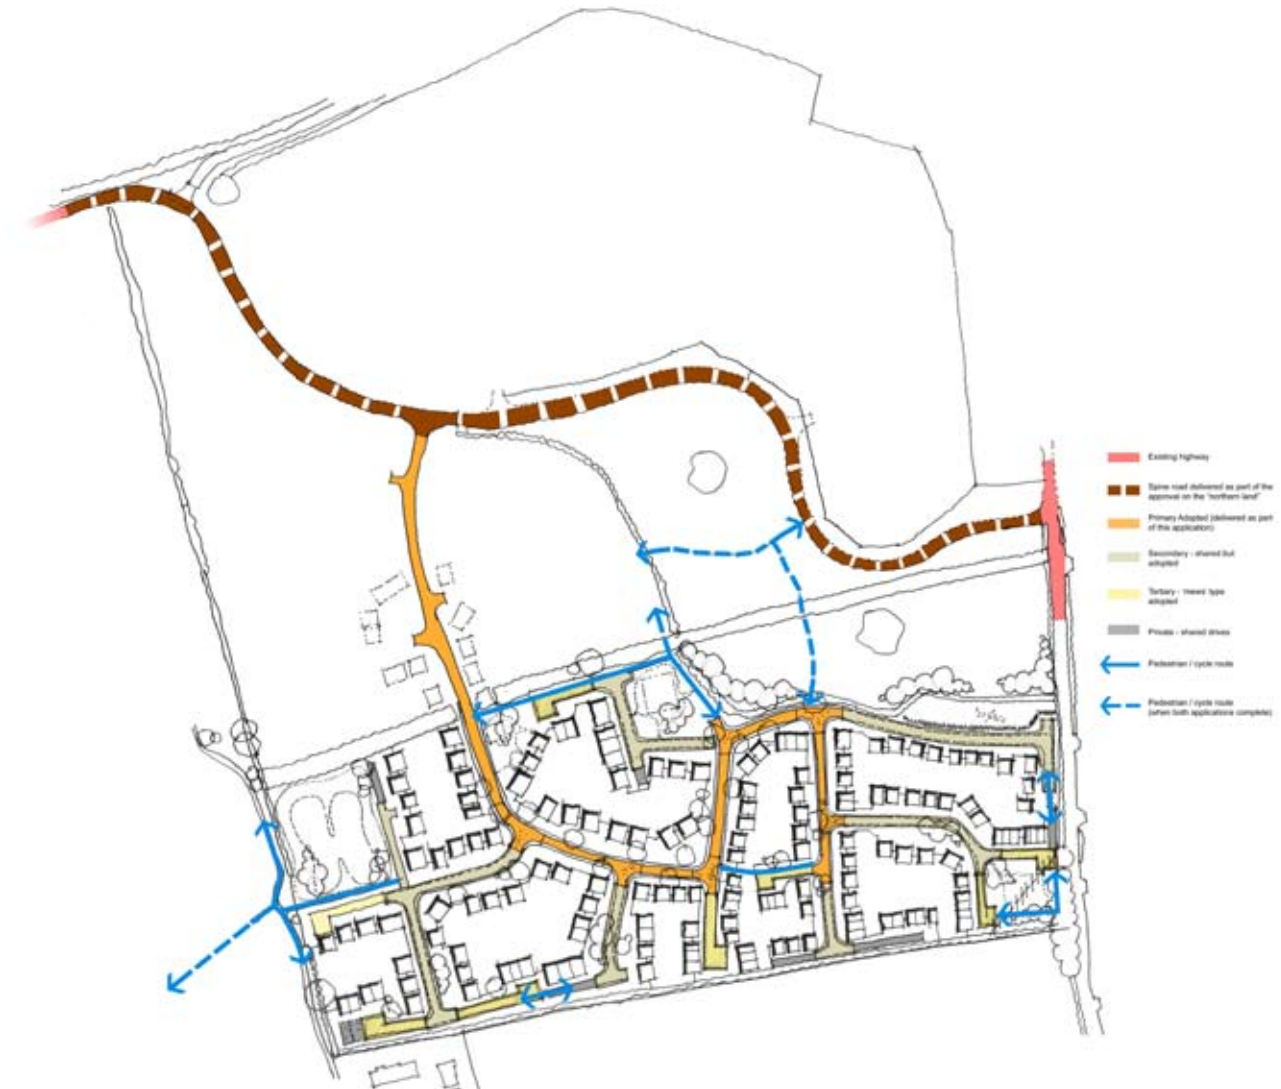 Existing highway
Spine road delivered as part of the
approval on the "northern land"
Primary Adopted (delivered as part
of this application)
Secondary - shared but
adopted
Tertiary - 'mews' type
adopted
Private - shared drives
Pedestrian / cycle route
Pedestrian / cycle route
(when both applications complete)